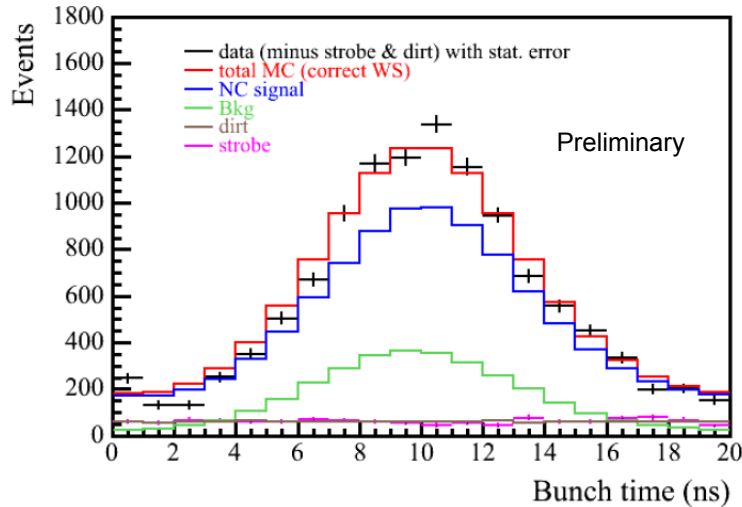 1800
1600
1400
1200
1000
800
600
400
200
0
Events
data (minus strobe & dirt) with stat. error
total MC (correct WS)
NC signal
Bkg
dirt
strobe
Preliminary
0 2 4 6 8 10 12 14 16 18 20
Bunch time (ns)